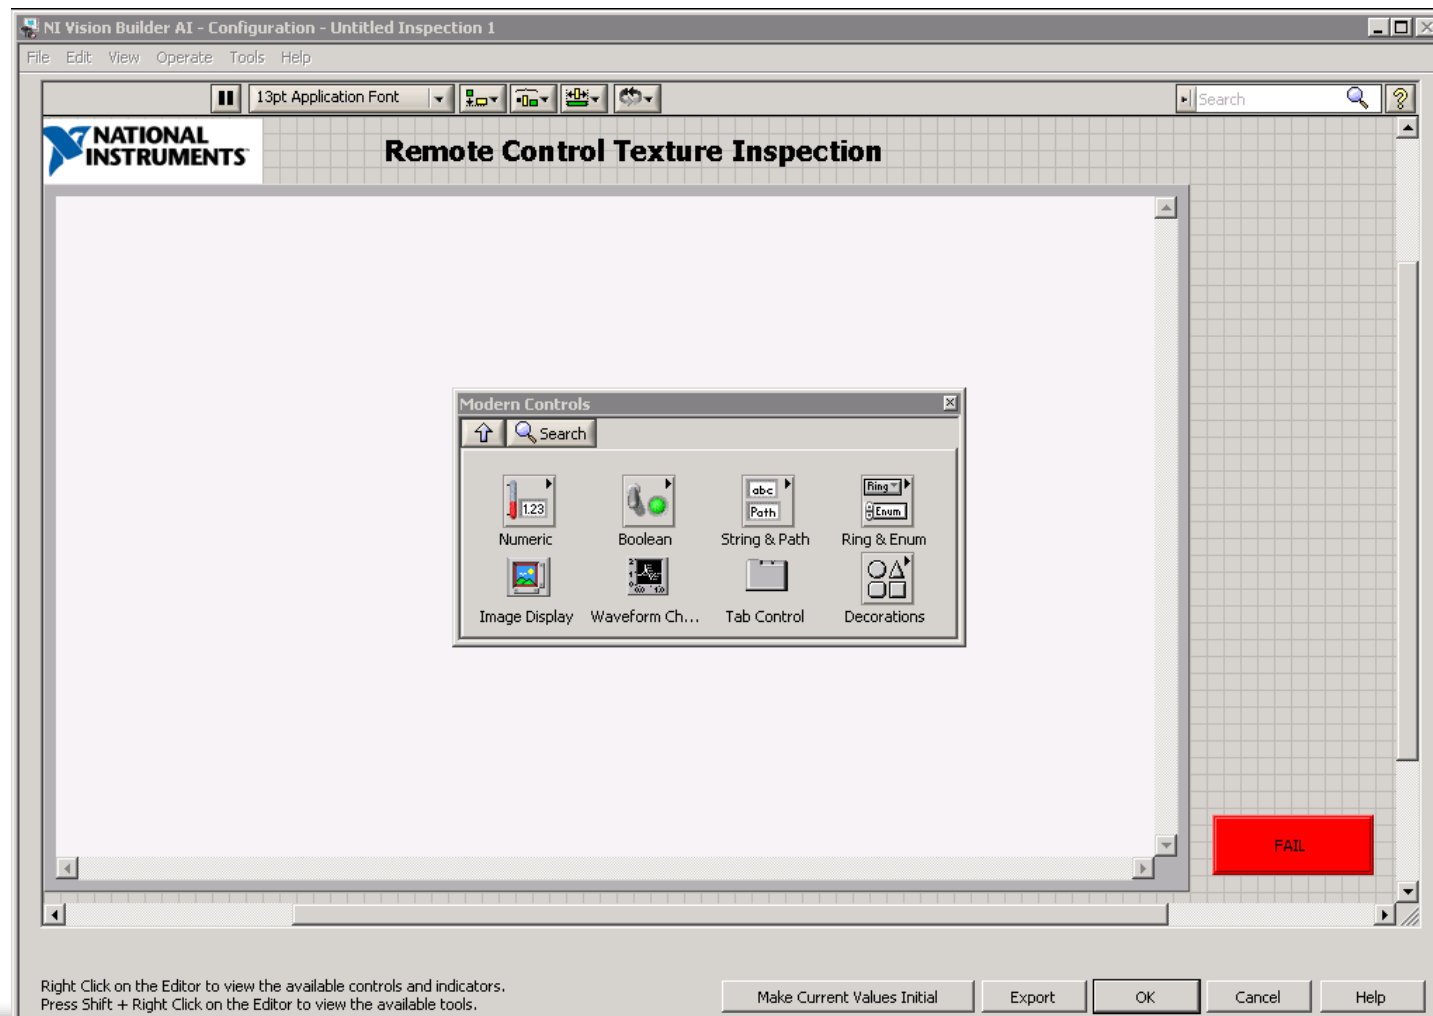 NI Vision Builder AI - Configuration - Untitled Inspection 1
File Edit View Operate Tools Help
13pt Application Font
Search
NATIONAL
INSTRUMENTS
Remote Control Texture Inspection
Modern Controls
Search
1.23
abc
Path
Ring
Enum
Numeric Boolean String & Path Ring & Enum
Image Display Waveform Ch... Tab Control Decorations
FAIL
Right Click on the Editor to view the available controls and indicators.
Press Shift + Right Click on the Editor to view the available tools.
Make Current Values Initial Export OK Cancel Help